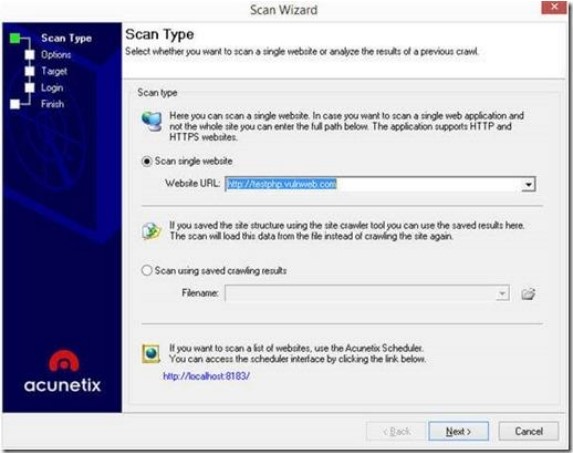 Scan Wizard
Scan Type
Options
Target
Login
Finish
Scan Type
Select whether you want to scan a single website or analyze the results of a previous crawl.
Scan type
Here you can scan a single website. In case you want to scan a single web application and
not the whole site you can enter the full path below. The application supports HTTP and
HTTPS websites.
Scan single website
Website URL: http://testphp.vulnweb.com
If you saved the site structure using the site crawler tool you can use the saved results here.
The scan will load this data from the file instead of crawling the site again.
Scan using saved crawling results
Filename:
If you want to scan a list of websites, use the Acunetix Scheduler.
You can access the scheduler interface by clicking the link below.
http://localhost:8183/
acunetix
< Back
Next >
Cancel